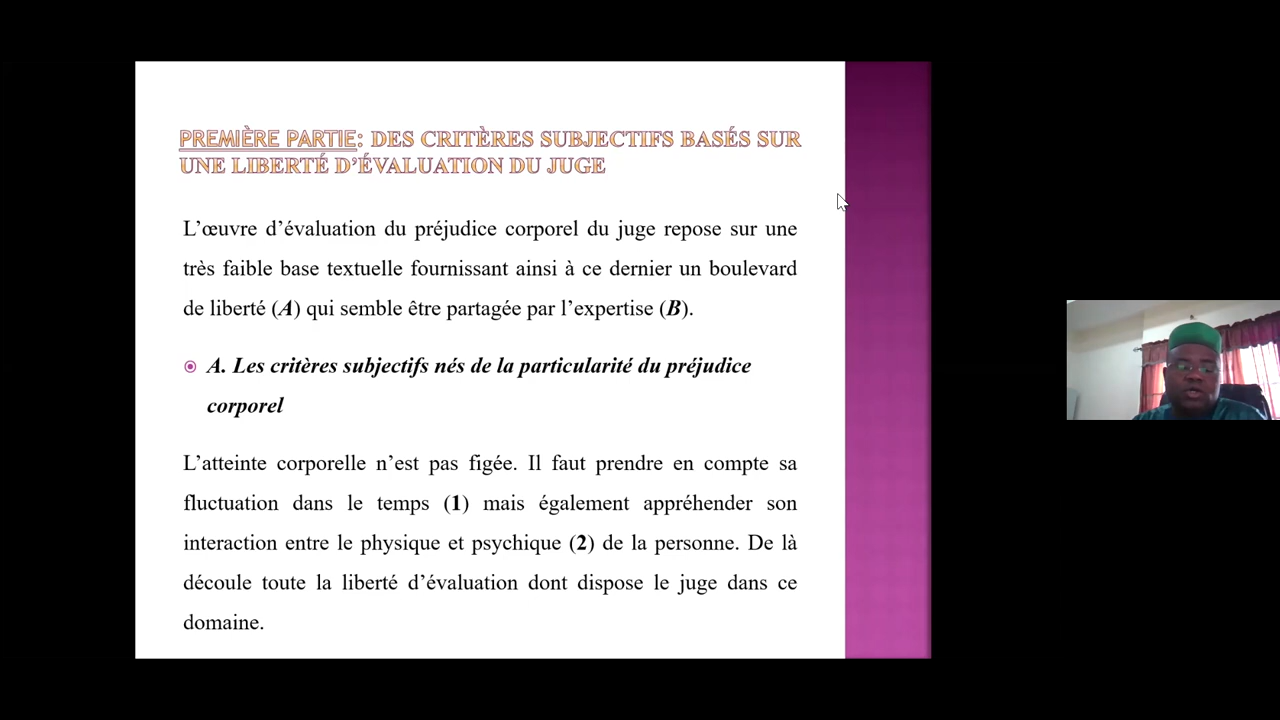 PREMIÈRE PARTIE: DES CRITÈRES SUBJECTIFS BASÉS SUR
UNE LIBERTÉ D’ÉVALUATION DU JUGE
L’œuvre d’évaluation du préjudice corporel du juge repose sur une
très faible base textuelle fournissant ainsi à ce dernier un boulevard
de liberté (A) qui semble être partagée par l’expertise (B).
A. Les critères subjectifs nés de la particularité du préjudice
corporel
L’atteinte corporelle n’est pas figée. Il faut prendre en compte sa
fluctuation dans le temps (1) mais également appréhender son
interaction entre le physique et psychique (2) de la personne. De là
découle toute la liberté d’évaluation dont dispose le juge dans ce
domaine.